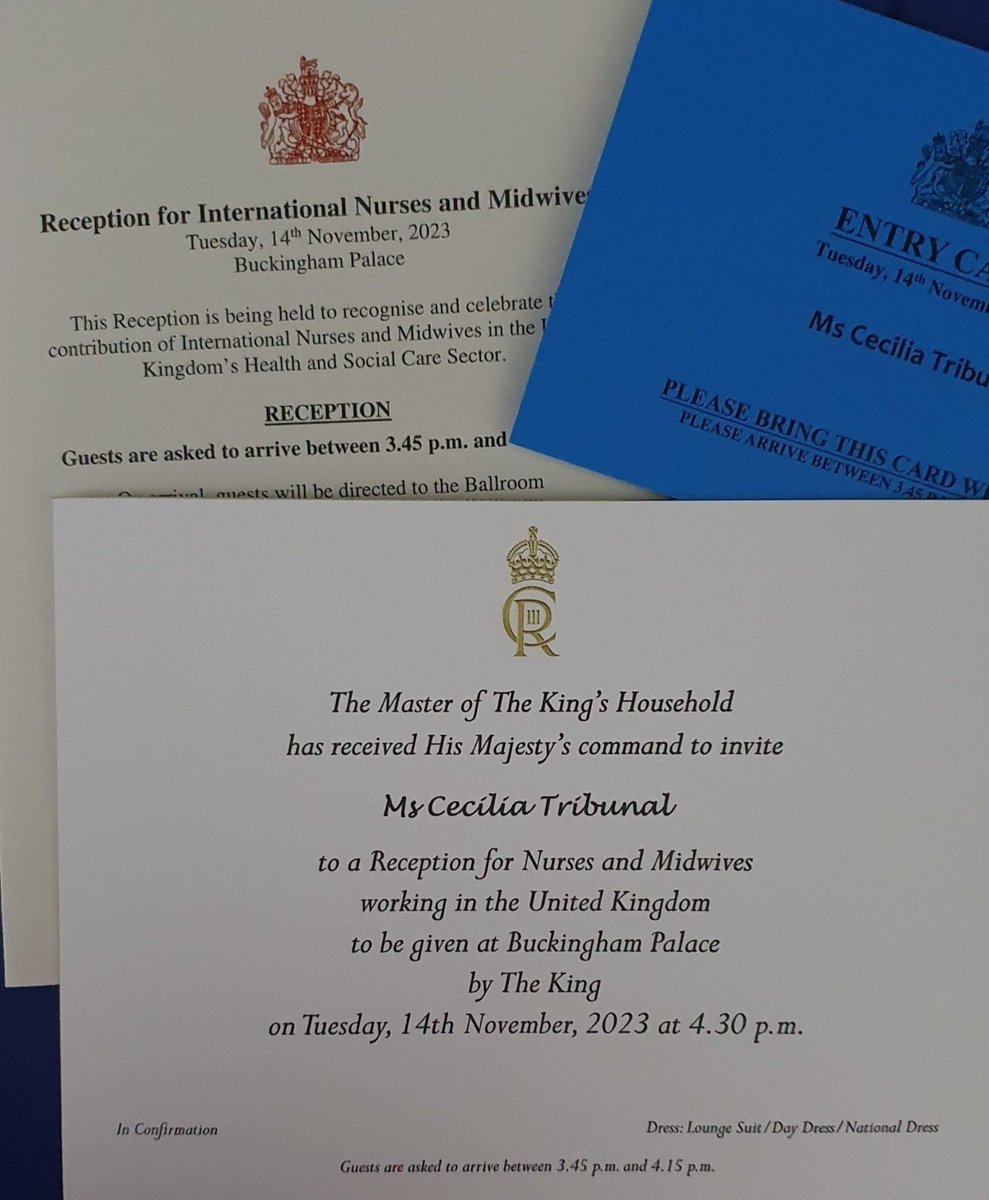 Reception for International Nurses and Midwives
Tuesday, 14th November, 2023
Buckingham Palace
This Reception is being held to recognise and celebrate
contribution of International Nurses and Midwives in the
Kingdom's Health and Social Care Sector.
RECEPTION
Guests are asked to arrive between 3.45 p.m. and
guests will be directed to the Ballroom
ENTRY
Tuesday, 14th
Ms Cecilia
PLEASE BRING THIS CARD
PLEASE ARRIVE BETWEEN 3.45
C III R
The Master of The King's Household
has received His Majesty's command to invite
Ms Cecilia Tribunal
to a Reception for Nurses and Midwives
working in the United Kingdom
to be given at Buckingham Palace
by The King
on Tuesday, 14th November, 2023 at 4.30 p.m.
In Confirmation
Dress: Lounge Suit/Day Dress/National Dress
Guests are asked to arrive between 3.45 p.m. and 4.15 p.m.